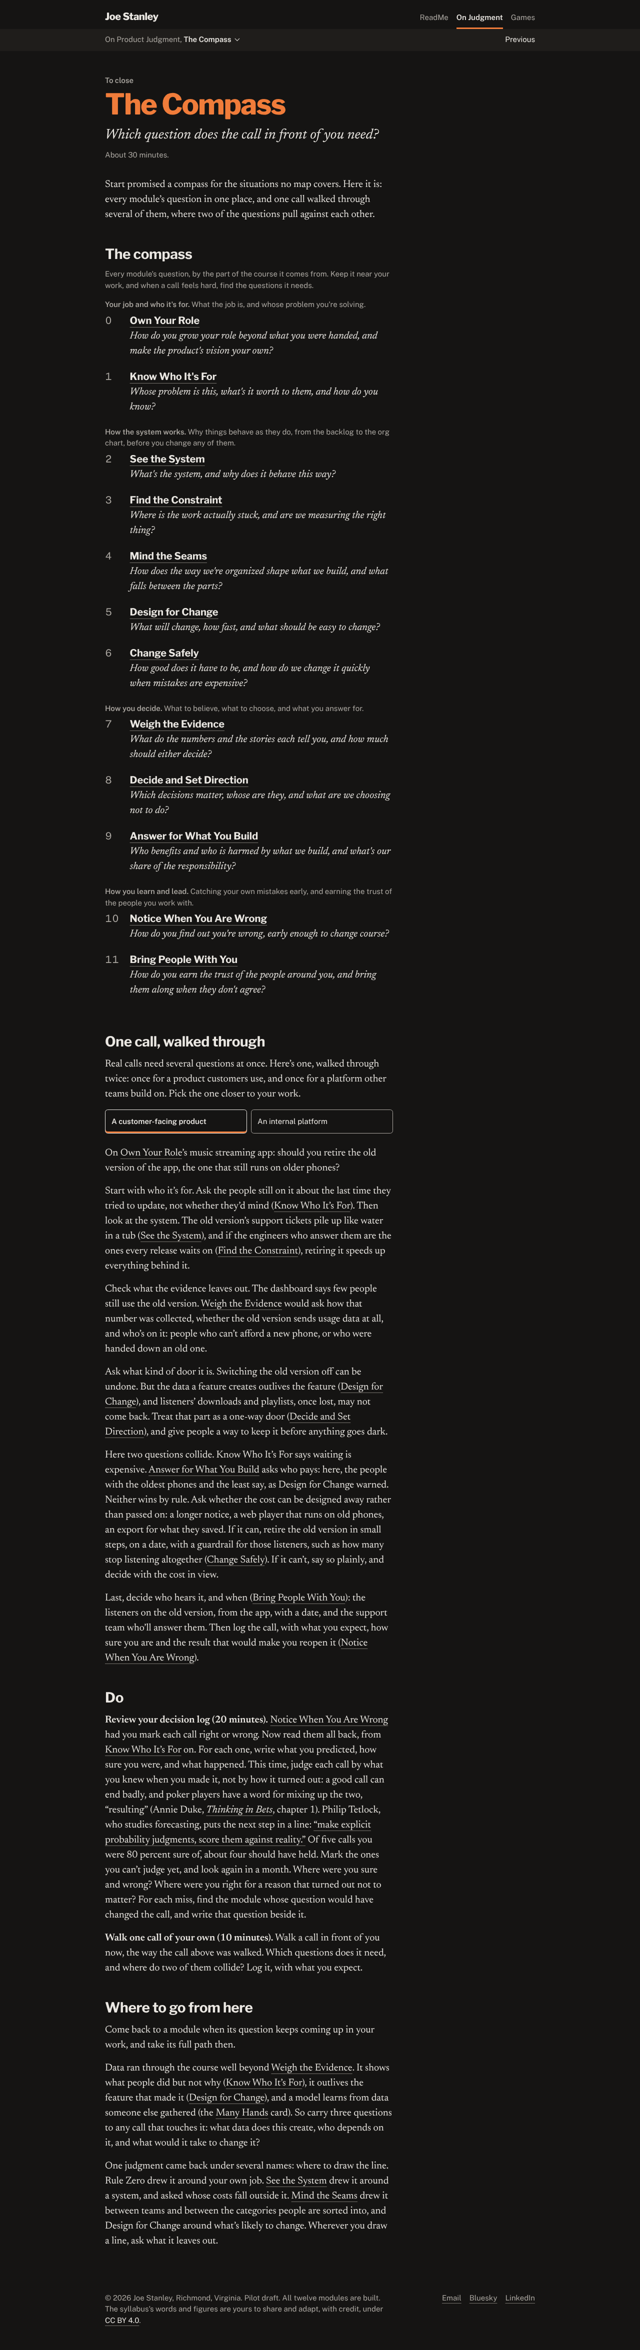 Joe Stanley
ReadMe On Judgment Games
On Product Judgment, The Compass
Previous
To close
The Compass
Which question does the call in front of you need?
About 30 minutes.
Start promised a compass for the situations no map covers. Here it is:
every module's question in one place, and one call walked through
several of them, where two of the questions pull against each other.
The compass
Every module's question, by the part of the course it comes from. Keep it near your
work, and when a call feels hard, find the questions it needs.
Your job and who it's for. What the job is, and whose problem you're solving.
0 Own Your Role
How do you grow your role beyond what you were handed, and
make the product's vision your own?
1 Know Who It's For
Whose problem is this, what's it worth to them, and how do you
know?
How the system works. Why things behave as they do, from the backlog to the org
chart, before you change any of them.
2 See the System
What's the system, and why does it behave this way?
3 Find the Constraint
Where is the work actually stuck, and are we measuring the right
thing?
4 Mind the Seams
How does the way we're organized shape what we build, and what
falls between the parts?
5 Design for Change
What will change, how fast, and what should be easy to change?
6 Change Safely
How good does it have to be, and how do we change it quickly
when mistakes are expensive?
How you decide. What to believe, what to choose, and what you answer for.
7 Weigh the Evidence
What do the numbers and the stories each tell you, and how much
should either decide?
8 Decide and Set Direction
Which decisions matter, whose are they, and what are we choosing
not to do?
9 Answer for What You Build
Who benefits and who is harmed by what we build, and what's our
share of the responsibility?
How you learn and lead. Catching your own mistakes early, and earning the trust of
the people you work with.
10 Notice When You Are Wrong
How do you find out you're wrong, early enough to change course?
11 Bring People With You
How do you earn the trust of the people around you, and bring
them along when they don't agree?
One call, walked through
Real calls need several questions at once. Here's one, walked through
twice: once for a product customers use, and once for a platform other
teams build on. Pick the one closer to your work.
A customer-facing product
An internal platform
On Own Your Role's music streaming app: should you retire the old
version of the app, the one that still runs on older phones?
Start with who it's for. Ask the people still on it about the last time they
tried to update, not whether they'd mind (Know Who It's For). Then
look at the system. The old version's support tickets pile up like water
in a tub (See the System), and if the engineers who answer them are the
ones every release waits on (Find the Constraint), retiring it speeds up
everything behind it.
Check what the evidence leaves out. The dashboard says few people
still use the old version. Weigh the Evidence would ask how that
number was collected, whether the old version sends usage data at all,
and who's on it: people who can't afford a new phone, or who were
handed down an old one.
Ask what kind of door it is. Switching the old version off can be
undone. But the data a feature creates outlives the feature (Design for
Change), and listeners' downloads and playlists, once lost, may not
come back. Treat that part as a one-way door (Decide and Set
Direction), and give people a way to keep it before anything goes dark.
Here two questions collide. Know Who It's For says waiting is
expensive. Answer for What You Build asks who pays: here, the people
with the oldest phones and the least say, as Design for Change warned.
Neither wins by rule. Ask whether the cost can be designed away rather
than passed on: a longer notice, a web player that runs on old phones,
an export for what they saved. If it can, retire the old version in small
steps, on a date, with a guardrail for those listeners, such as how many
stop listening altogether (Change Safely). If it can't, say so plainly, and
decide with the cost in view.
Last, decide who hears it, and when (Bring People With You): the
listeners on the old version, from the app, with a date, and the support
team who'll answer them. Then log the call, with what you expect, how
sure you are and the result that would make you reopen it (Notice
When You Are Wrong).
Do
Review your decision log (20 minutes). Notice When You Are Wrong
had you mark each call right or wrong. Now read them all back, from
Know Who It's For on. For each one, write what you predicted, how
sure you were, and what happened. This time, judge each call by what
you knew when you made it, not by how it turned out: a good call can
end badly, and poker players have a word for mixing up the two,
"resulting" (Annie Duke, Thinking in Bets, chapter 1). Philip Tetlock,
who studies forecasting, puts the next step in a line: "make explicit
probability judgments, score them against reality." Of five calls you
were 80 percent sure of, about four should have held. Mark the ones
you can't judge yet, and look again in a month. Where were you sure
and wrong? Where were you right for a reason that turned out not to
matter? For each miss, find the module whose question would have
changed the call, and write that question beside it.
Walk one call of your own (10 minutes). Walk a call in front of you
now, the way the call above was walked. Which questions does it need,
and where do two of them collide? Log it, with what you expect.
Where to go from here
Come back to a module when its question keeps coming up in your
work, and take its full path then.
Data ran through the course well beyond Weigh the Evidence. It shows
what people did but not why (Know Who It's For), it outlives the
feature that made it (Design for Change), and a model learns from data
someone else gathered (the Many Hands card). So carry three questions
to any call that touches it: what data does this create, who depends on
it, and what would it take to change it?
One judgment came back under several names: where to draw the line.
Rule Zero drew it around your own job. See the System drew it around
a system, and asked whose costs fall outside it. Mind the Seams drew it
between teams and between the categories people are sorted into, and
Design for Change around what's likely to change. Wherever you draw
a line, ask what it leaves out.
© 2026 Joe Stanley, Richmond, Virginia. Pilot draft. All twelve modules are built.
The syllabus's words and figures are yours to share and adapt, with credit, under
CC BY 4.0.
Email Bluesky LinkedIn